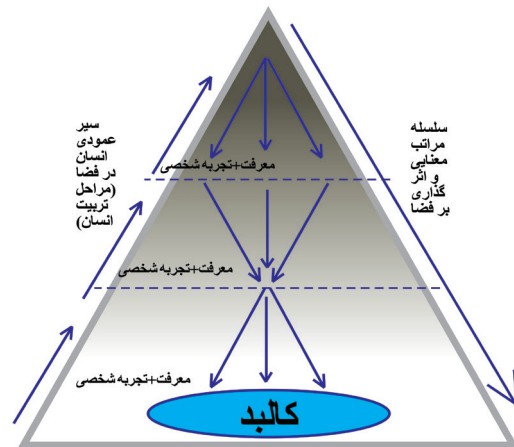 سلسله
مراتب
معنایی
و اثر
گذاری
بر فضا
سیر
عمودی
انسان
در فضا
(مراحل
تربیت
انسان)
معرفت+تجربه شخصی
معرفت+تجربه شخصی
معرفت+تجربه شخصی
کالبد